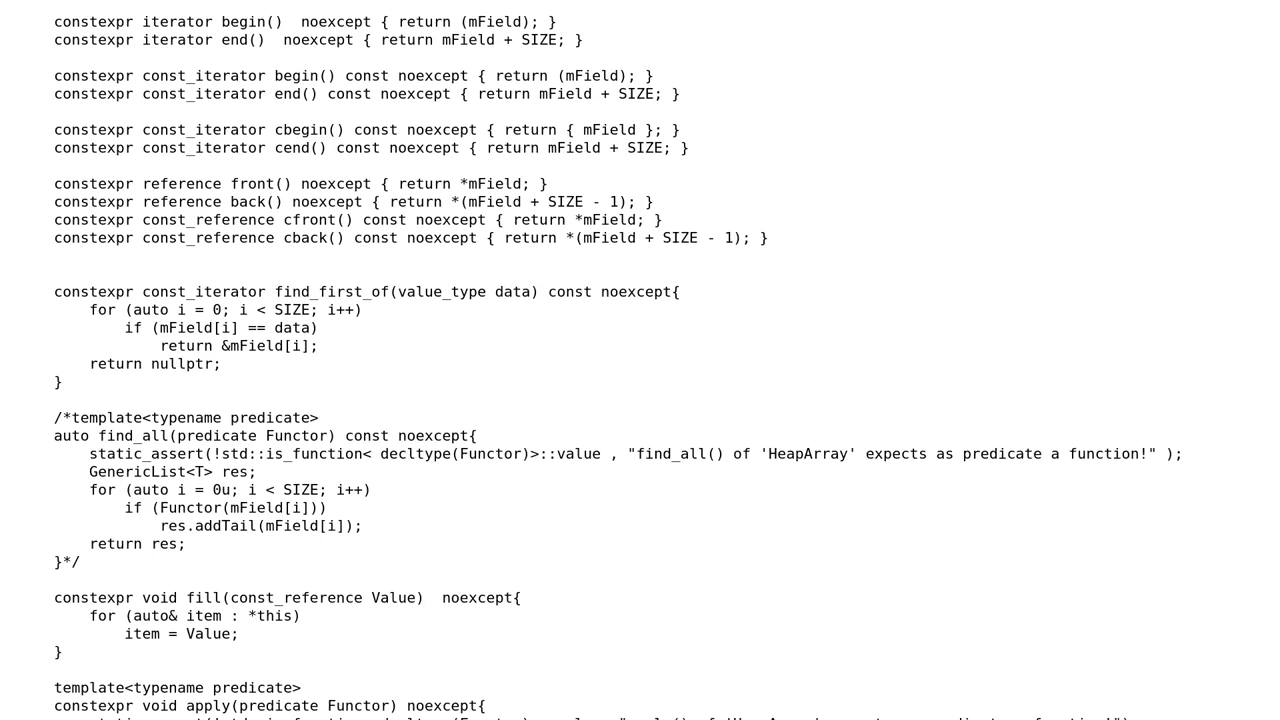 constexpr iterator begin()  noexcept { return (mField); }
constexpr iterator end()  noexcept { return mField + SIZE; }
constexpr const_iterator begin() const noexcept { return (mField); }
constexpr const_iterator end() const noexcept { return mField + SIZE; }
constexpr const_iterator cbegin() const noexcept { return { mField }; }
constexpr const_iterator cend() const noexcept { return mField + SIZE; }
constexpr reference front() noexcept { return *mField; }
constexpr reference back() noexcept { return *(mField + SIZE - 1); }
constexpr const_reference cfront() const noexcept { return *mField; }
constexpr const_reference cback() const noexcept { return *(mField + SIZE - 1); }
constexpr const_iterator find_first_of(value_type data) const noexcept{
    for (auto i = 0; i < SIZE; i++)
        if (mField[i] == data)
            return &mField[i];
    return nullptr;
}
/*template<typename predicate>
auto find_all(predicate Functor) const noexcept{
    static_assert(!std::is_function< decltype(Functor)>::value , "find_all() of 'HeapArray' expects as predicate a function!" );
    GenericList<T> res;
    for (auto i = 0u; i < SIZE; i++)
        if (Functor(mField[i]))
            res.addTail(mField[i]);
    return res;
}*/
constexpr void fill(const_reference Value)  noexcept{
    for (auto& item : *this)
        item = Value;
}
template<typename predicate>
constexpr void apply(predicate Functor) noexcept{